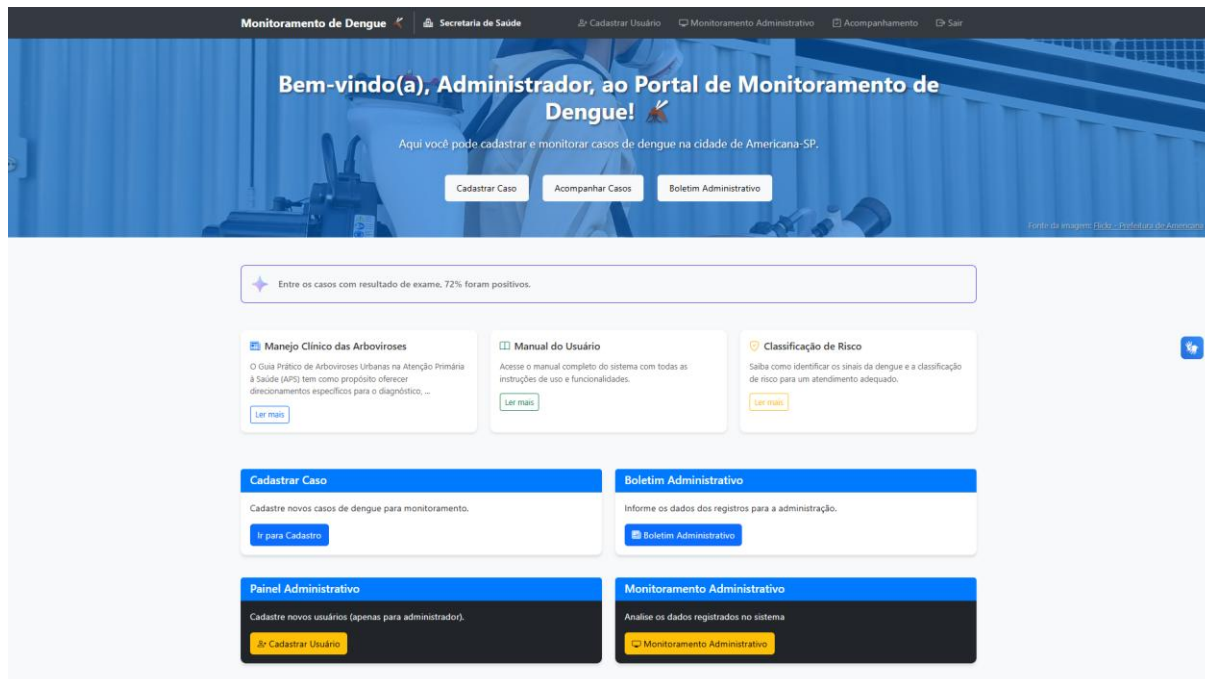 Monitoramento de Dengue
Secretaria de Saúde
Cadastrar Usuário
Monitoramento Administrativo
Acompanhamento
Sair
Bem-vindo(a), Administrador, ao Portal de Monitoramento de
Dengue!
Aqui você pode cadastrar e monitorar casos de dengue na cidade de Americana-SP.
Cadastrar Caso
Acompanhar Casos
Boletim Administrativo
Fonte da imagem: Flickr - Prefeitura de Americana
Entre os casos com resultado de exame, 72% foram positivos.
Manejo Clínico das Arboviroses
O Guia Prático de Arboviroses Urbanas na Atenção Primária
à Saúde (APS) tem como propósito oferecer
direcionamentos específicos para o diagnóstico, ...
Ler mais
Manual do Usuário
Acesse o manual completo do sistema com todas as
instruções de uso e funcionalidades.
Ler mais
Classificação de Risco
Saiba como identificar os sinais da dengue e a classificação
de risco para um atendimento adequado.
Ler mais
Cadastrar Caso
Cadastre novos casos de dengue para monitoramento.
Ir para Cadastro
Boletim Administrativo
Informe os dados dos registros para a administração.
Boletim Administrativo
Painel Administrativo
Cadastre novos usuários (apenas para administrador).
Cadastrar Usuário
Monitoramento Administrativo
Analise os dados registrados no sistema
Monitoramento Administrativo